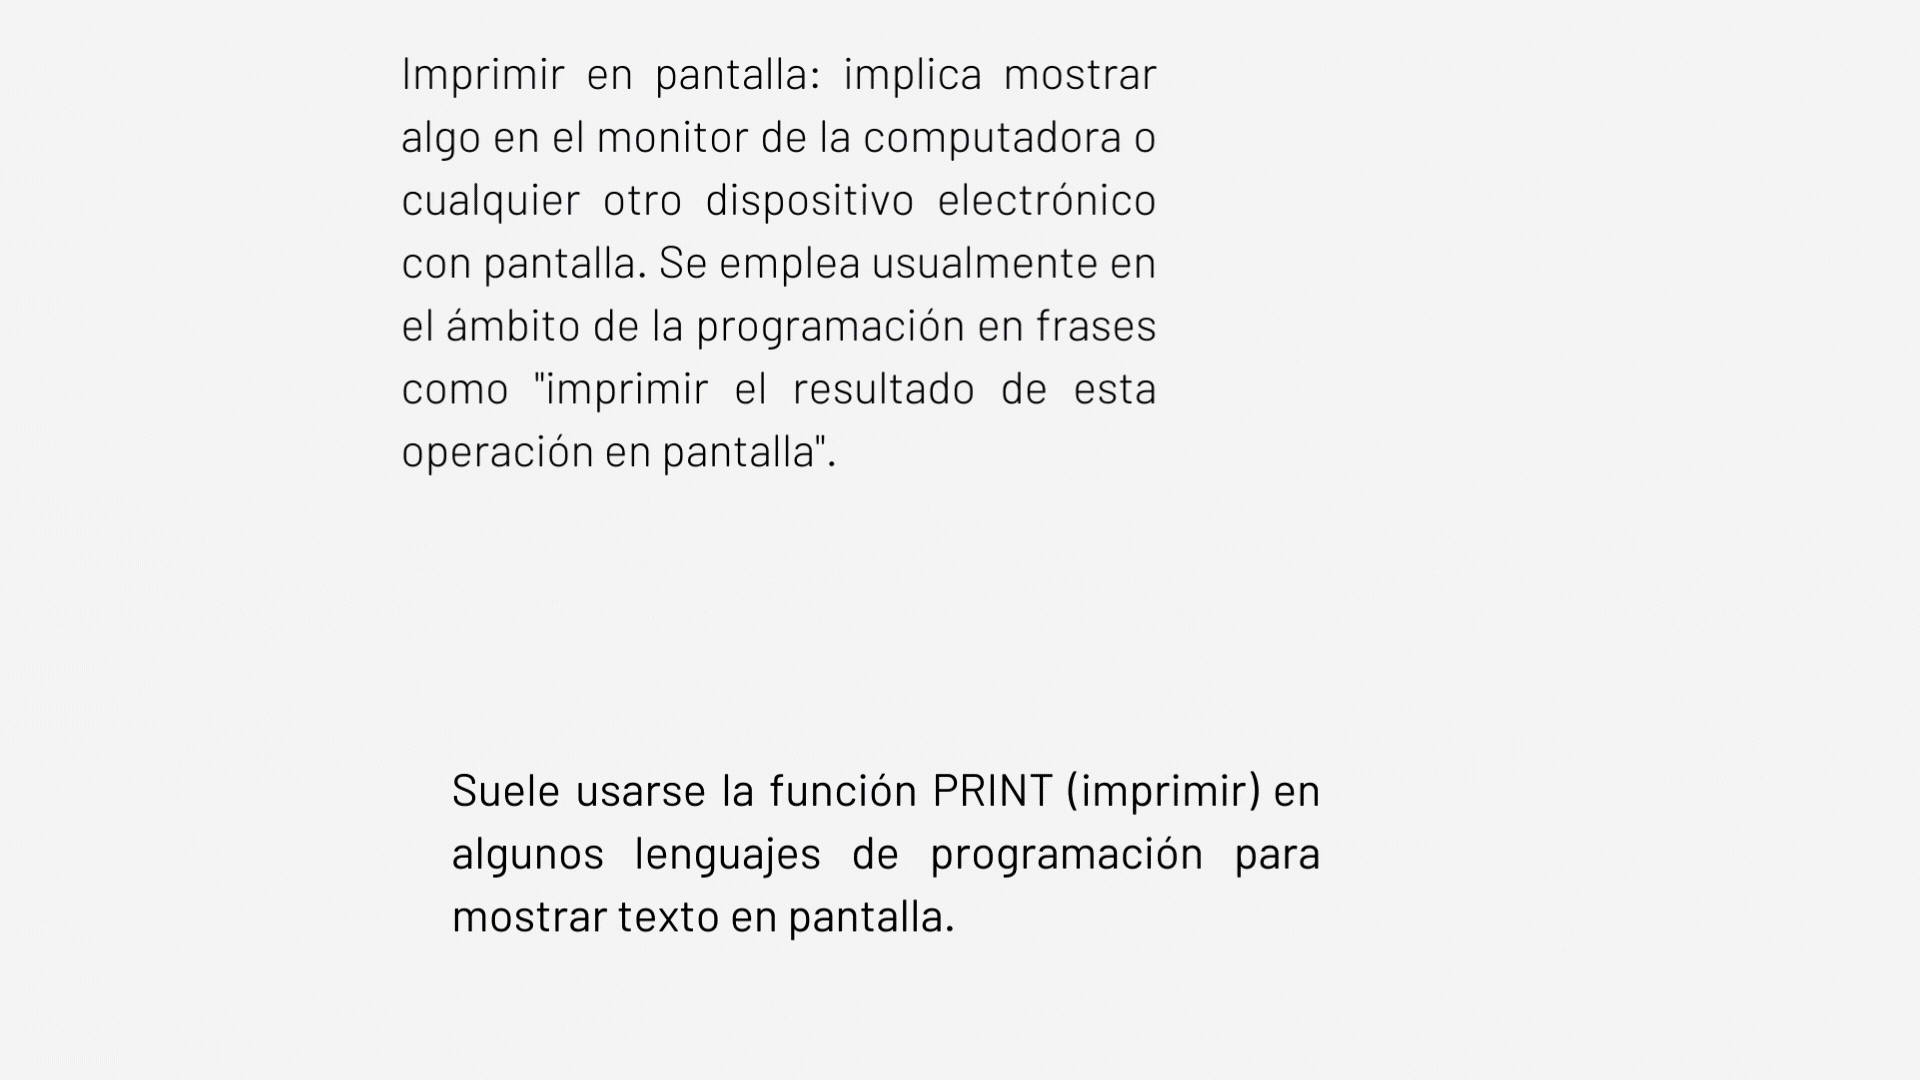 Imprimir en pantalla: implica mostrar
algo en el monitor de la computadora o
cualquier otro dispositivo electrónico
con pantalla. Se emplea usualmente en
el ámbito de la programación en frases
como "imprimir el resultado de esta
operación en pantalla".
Suele usarse la función PRINT (imprimir) en
algunos lenguajes de programación para
mostrar texto en pantalla.